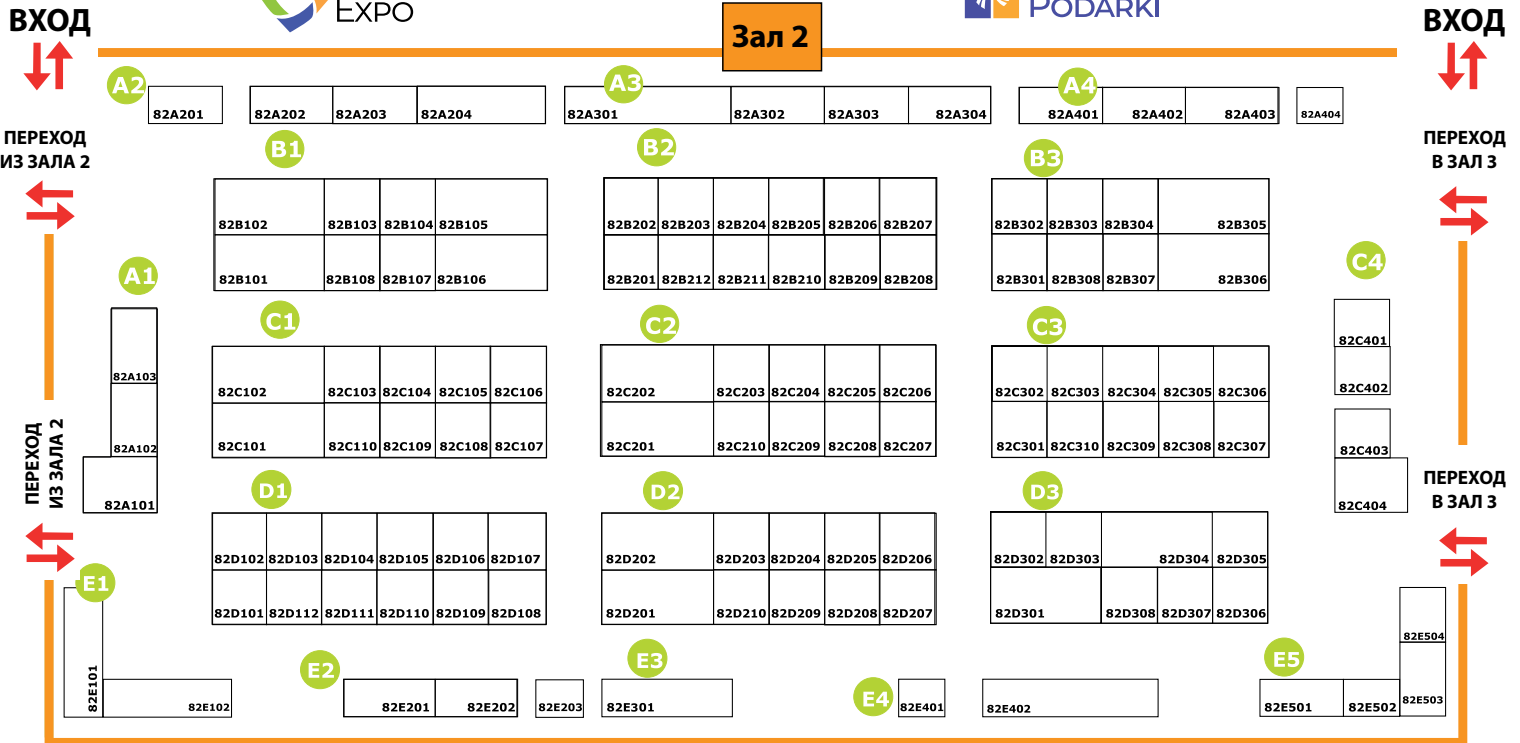 ВХОД
EXPO
PODARKI
ВХОД
Зал 2
A2
A3
A4
82A201
82A202
82A203
82A204
82A301
82A302
82A303
82A304
82A401
82A402
82A403
82A404
ПЕРЕХОД
ИЗ ЗАЛА 2
ПЕРЕХОД
В ЗАЛ 3
B1
B2
B3
82B102 82B103 82B104 82B105
82B202 82B203 82B204 82B205 82B206 82B207
82B302 82B303 82B304 82B305
82B101 82B108 82B107 82B106
82B201 82B212 82B211 82B210 82B209 82B208
82B301 82B308 82B307 82B306
A1
C4
82A103
82A102
82A101
82C401
82C402
82C403
82C404
C1
C2
C3
82C102 82C103 82C104 82C105 82C106
82C202 82C203 82C204 82C205 82C206
82C302 82C303 82C304 82C305 82C306
82C101 82C110 82C109 82C108 82C107
82C201 82C210 82C209 82C208 82C207
82C301 82C310 82C309 82C308 82C307
ПЕРЕХОД
ИЗ ЗАЛА 2
ПЕРЕХОД
В ЗАЛ 3
D1
D2
D3
82D102 82D103 82D104 82D105 82D106 82D107
82D202 82D203 82D204 82D205 82D206
82D302 82D303 82D304 82D305
82D101 82D112 82D111 82D110 82D109 82D108
82D201 82D210 82D209 82D208 82D207
82D301 82D308 82D307 82D306
E1
E2
E3
E4
E5
82E101
82E102
82E201
82E202
82E203
82E301
82E401
82E402
82E501
82E502
82E503
82E504